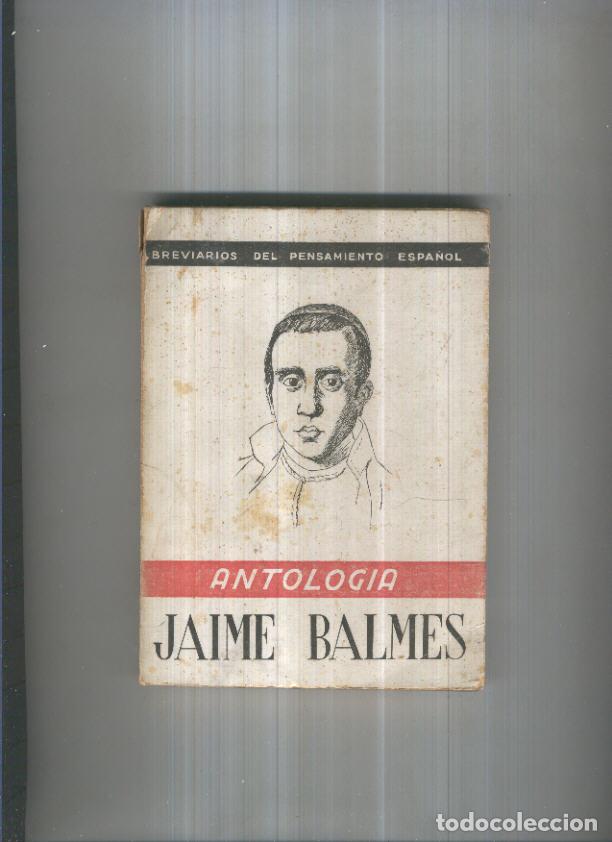 BREVIARIOS DEL PENSAMIENTO ESPAÑOL
ANTOLOGIA
JAIME BALMES
todocoleccion